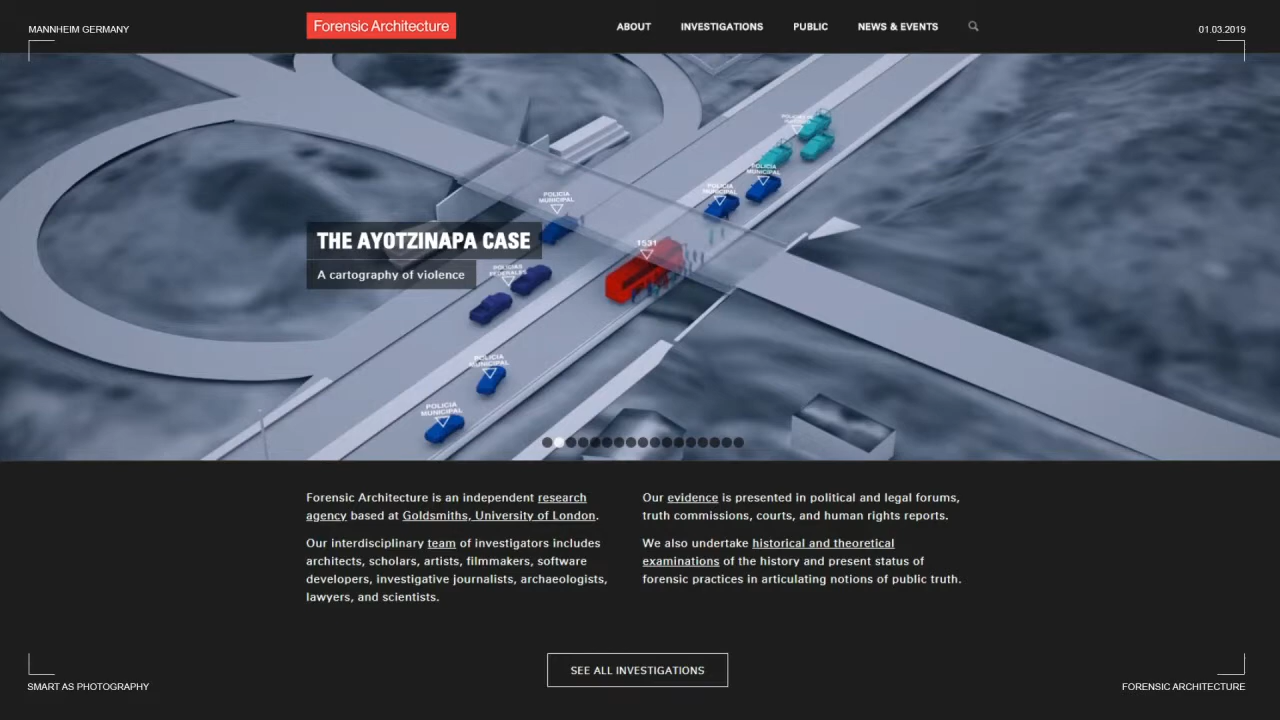 MANNHEIM GERMANY
Forensic Architecture
ABOUT
INVESTIGATIONS
PUBLIC
NEWS & EVENTS
01.03.2019
POLICIA
MUNICIPAL
POLICIA
MUNICIPAL
POLICIA
MUNICIPAL
1531
THE AYOTZINAPA CASE
A cartography of violence
POLICIAS
FEDERALES
POLICIA
MUNICIPAL
POLICIA
MUNICIPAL
Forensic Architecture is an independent research
agency based at Goldsmiths, University of London.
Our interdisciplinary team of investigators includes
architects, scholars, artists, filmmakers, software
developers, investigative journalists, archaeologists,
lawyers, and scientists.
Our evidence is presented in political and legal forums,
truth commissions, courts, and human rights reports.
We also undertake historical and theoretical
examinations of the history and present status of
forensic practices in articulating notions of public truth.
SEE ALL INVESTIGATIONS
SMART AS PHOTOGRAPHY
FORENSIC ARCHITECTURE